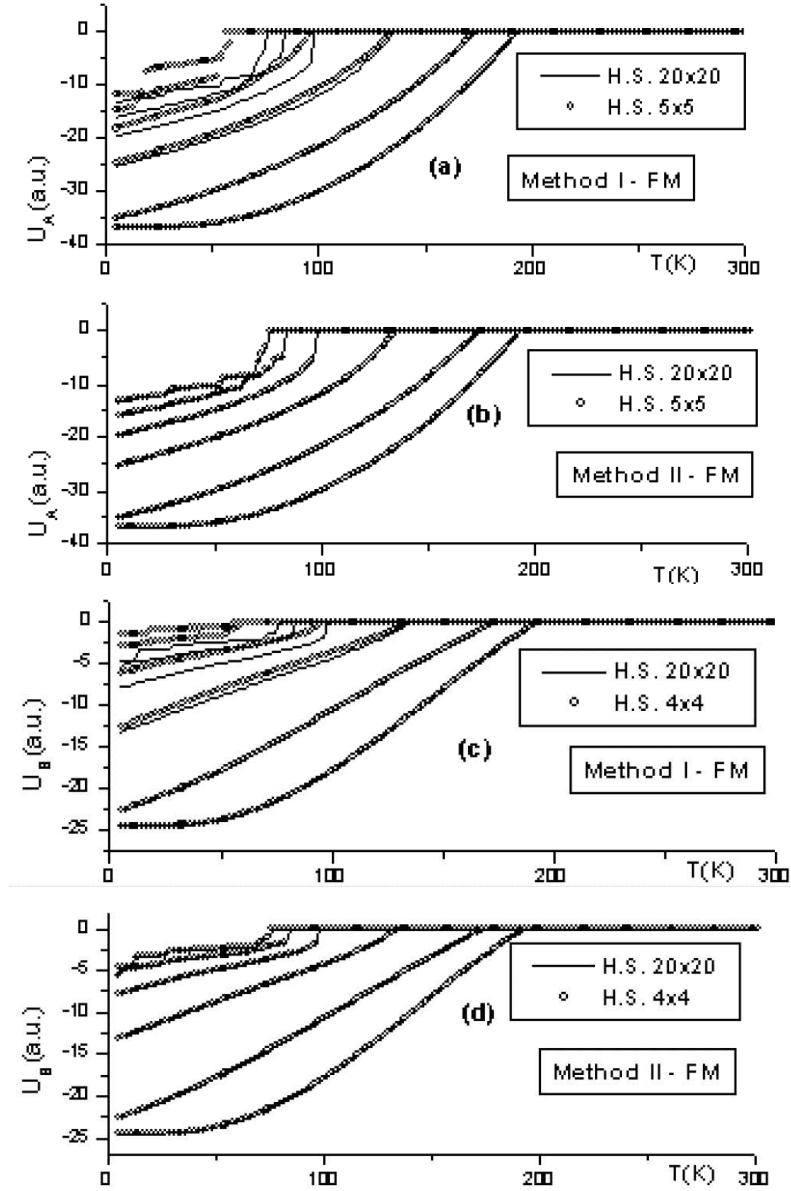 0
-10
-20
-30
-40
U_A (a.u.)
H.S. 20x20
H.S. 5x5
(a)
Method I - FM
0
100
200
T(K)
300
0
-10
-20
-30
-40
U_A (a.u.)
H.S. 20x20
H.S. 5x5
(b)
Method II - FM
0
100
200
T(K)
300
0
-5
-10
-15
-20
-25
U_B (a.u.)
H.S. 20x20
H.S. 4x4
(c)
Method I - FM
0
100
200
T(K)
300
0
-5
-10
-15
-20
-25
U_B (a.u.)
H.S. 20x20
H.S. 4x4
(d)
Method II - FM
0
100
200
T(K)
300